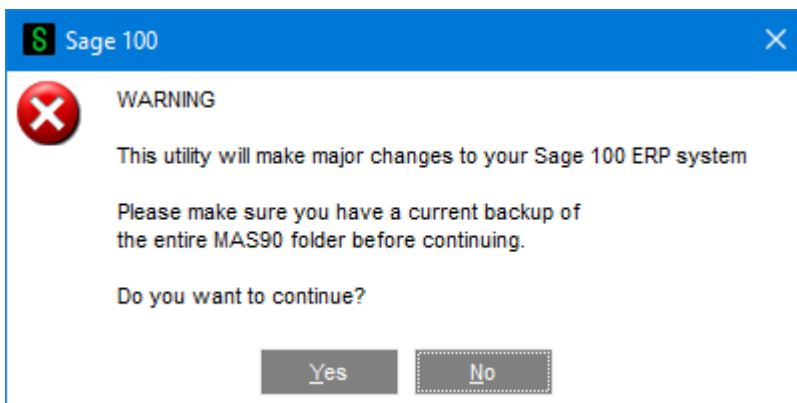 S Sage 100
WARNING
This utility will make major changes to your Sage 100 ERP system
Please make sure you have a current backup of
the entire MAS90 folder before continuing.
Do you want to continue?
Yes No